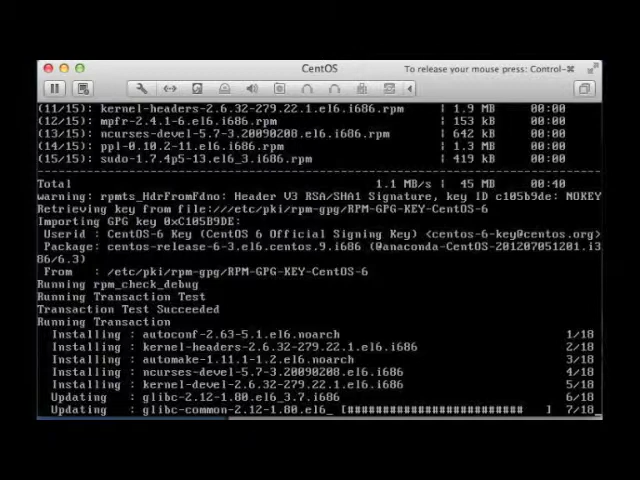 CentOS
To release your mouse press: Control-⌘
(11/15): kernel-headers-2.6.32-279.22.1.el6.i686.rpm | 1.9 MB 00:00
(12/15): mpfr-2.4.1-6.el6.i686.rpm | 153 kB 00:00
(13/15): ncurses-devel-5.7-3.20090208.el6.i686.rpm | 642 kB 00:00
(14/15): ppl-0.10.2-11.el6.i686.rpm | 1.3 MB 00:00
(15/15): sudo-1.7.4p5-13.el6_3.i686.rpm | 419 kB 00:00
--------------------------------------------------------------------------------
Total 1.1 MB/s | 45 MB 00:40
warning: rpmts_HdrFromFdno: Header V3 RSA/SHA1 Signature, key ID c105b9de: NOKEY
Retrieving key from file:///etc/pki/rpm-gpg/RPM-GPG-KEY-CentOS-6
Importing GPG key 0xC105B9DE:
Userid : CentOS-6 Key (CentOS 6 Official Signing Key) <centos-6-key@centos.org>
Package: centos-release-6-3.el6.centos.9.i686 (@anaconda-CentOS-201207051201.i3
86/6.3)
From : /etc/pki/rpm-gpg/RPM-GPG-KEY-CentOS-6
Running rpm_check_debug
Running Transaction Test
Transaction Test Succeeded
Running Transaction
Installing : autoconf-2.63-5.1.el6.noarch 1/18
Installing : kernel-headers-2.6.32-279.22.1.el6.i686 2/18
Installing : automake-1.11.1-1.2.el6.noarch 3/18
Installing : ncurses-devel-5.7-3.20090208.el6.i686 4/18
Installing : kernel-devel-2.6.32-279.22.1.el6.i686 5/18
Updating : glibc-2.12-1.80.el6_3.7.i686 6/18
Updating : glibc-common-2.12-1.80.el6_ [######################## ] 7/18